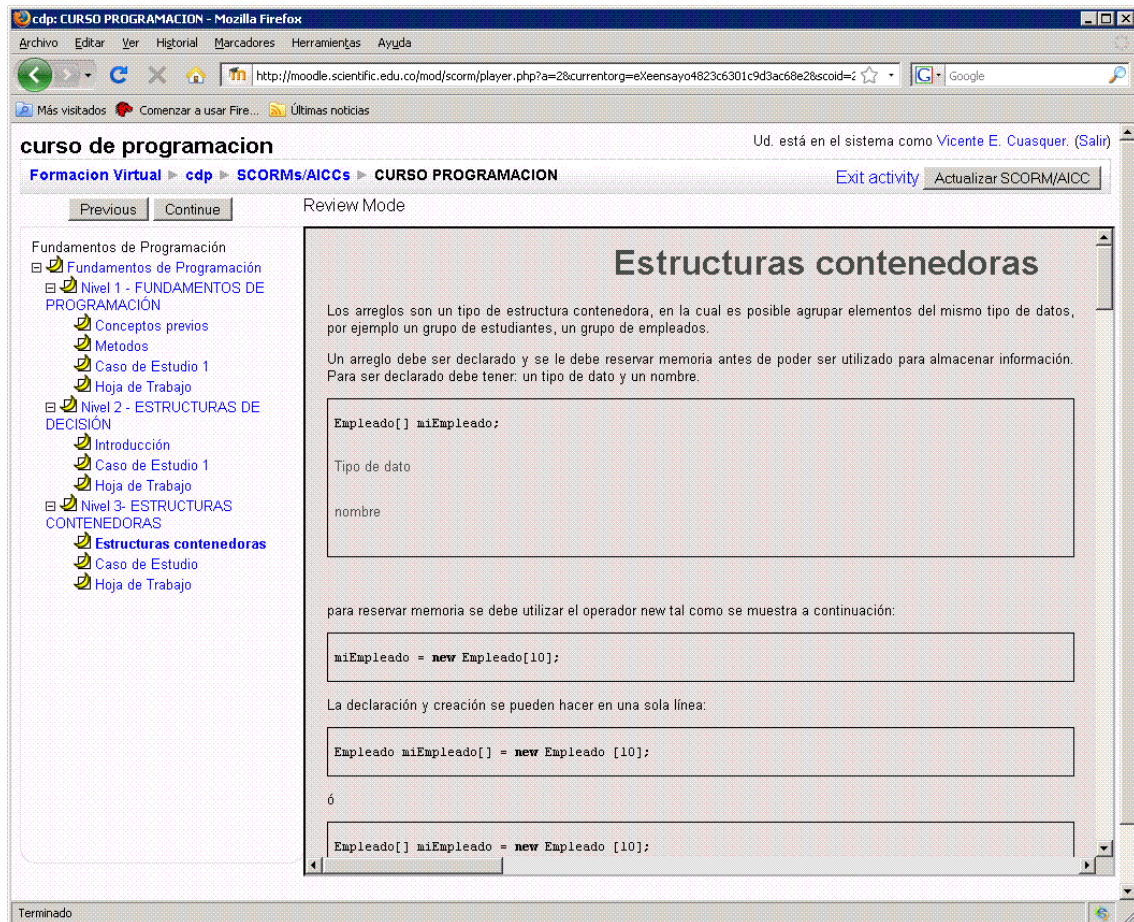 cdp: CURSO PROGRAMACION - Mozilla Firefox
Archivo Editar Ver Historial Marcadores Herramientas Ayuda
http://moodle.scientific.edu.co/mod/scorm/player.php?a=2&currentorg=eXeensayo4823c6301c9d3ac68e28&scoid=2
Google
Más visitados Comenzar a usar Fire... Últimas noticias
curso de programacion
Ud. está en el sistema como Vicente E. Cuasquer. (Salir)
Formacion Virtual ► cdp ► SCORMs/AICCs ► CURSO PROGRAMACION
Exit activity Actualizar SCORM/AICC
Previous Continue
Review Mode
Fundamentos de Programación
Fundamentos de Programación
Nivel 1 - FUNDAMENTOS DE
PROGRAMACIÓN
Conceptos previos
Metodos
Caso de Estudio 1
Hoja de Trabajo
Nivel 2 - ESTRUCTURAS DE
DECISIÓN
Introducción
Caso de Estudio 1
Hoja de Trabajo
Nivel 3- ESTRUCTURAS
CONTENEDORAS
Estructuras contenedoras
Caso de Estudio
Hoja de Trabajo
Estructuras contenedoras
Los arreglos son un tipo de estructura contenedora, en la cual es posible agrupar elementos del mismo tipo de datos,
por ejemplo un grupo de estudiantes, un grupo de empleados.
Un arreglo debe ser declarado y se le debe reservar memoria antes de poder ser utilizado para almacenar información.
Para ser declarado debe tener: un tipo de dato y un nombre.
Empleado[] miEmpleado;
Tipo de dato
nombre
para reservar memoria se debe utilizar el operador new tal como se muestra a continuación:
miEmpleado = new Empleado[10];
La declaración y creación se pueden hacer en una sola línea:
Empleado miEmpleado[] = new Empleado [10];
ó
Empleado[] miEmpleado = new Empleado [10];
Terminado